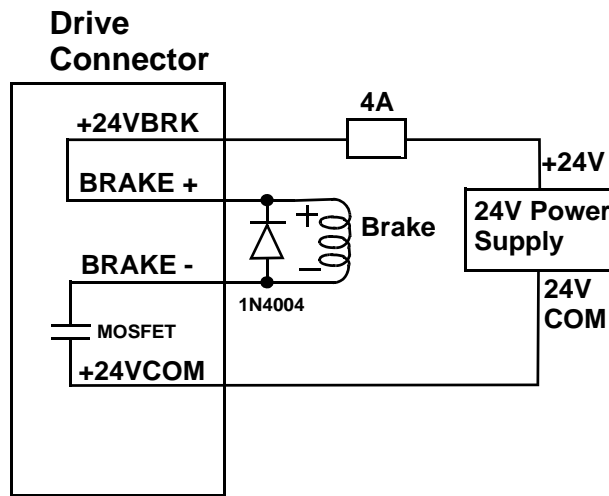 Drive
Connector
+24VBRK
4A
+24V
BRAKE +
+
Brake
24V Power
Supply
BRAKE -
−
1N4004
24V
COM
MOSFET
+24VCOM